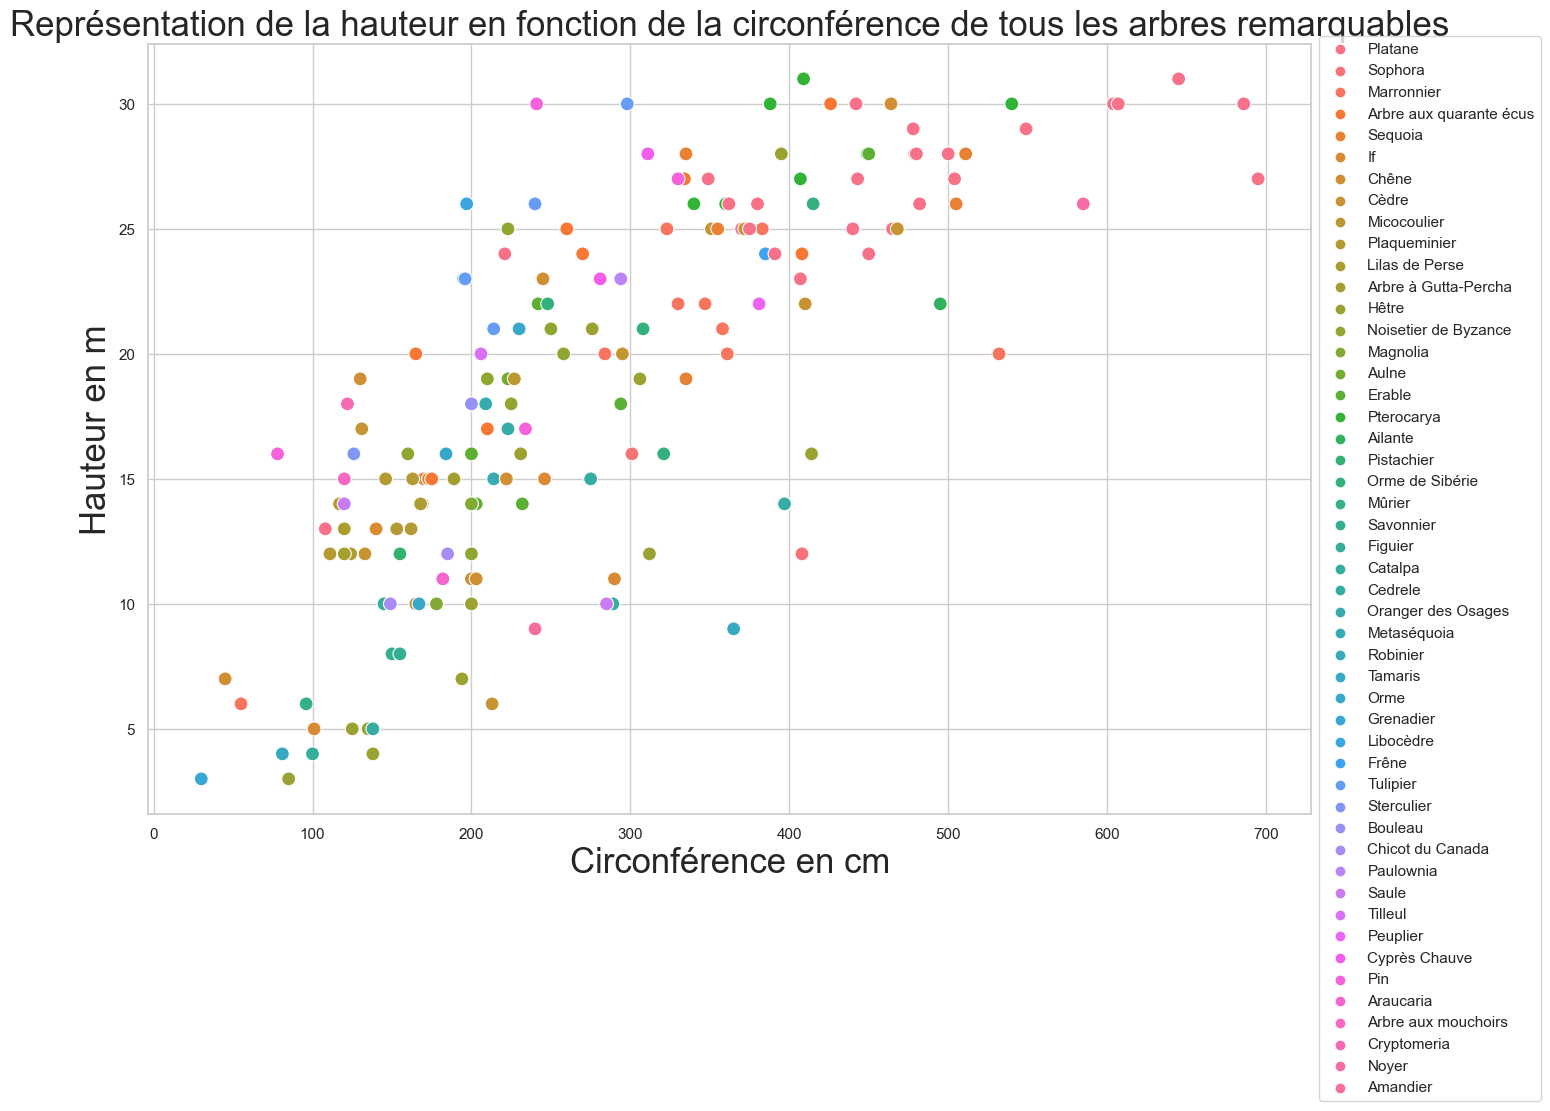 Représentation de la hauteur en fonction de la circonférence de tous les arbres remarquables
Hauteur en m
30
25
20
15
10
5
0 100 200 300 400 500 600 700
Circonférence en cm
Platane
Sophora
Marronnier
Arbre aux quarante écus
Sequoia
If
Chêne
Cèdre
Micocoulier
Plaqueminier
Lilas de Perse
Arbre à Gutta-Percha
Hêtre
Noisetier de Byzance
Magnolia
Aulne
Erable
Pterocarya
Ailante
Pistachier
Orme de Sibérie
Mûrier
Savonnier
Figuier
Catalpa
Cedrele
Oranger des Osages
Metaséquoia
Robinier
Tamaris
Orme
Grenadier
Libocèdre
Frêne
Tulipier
Sterculier
Bouleau
Chicot du Canada
Paulownia
Saule
Tilleul
Peuplier
Cyprès Chauve
Pin
Araucaria
Arbre aux mouchoirs
Cryptomeria
Noyer
Amandier